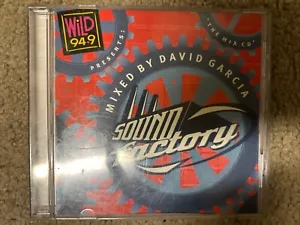 WiLD
94.9
PRESENTS:
"THE MIX CD"
MIXED BY DAVID GARCIA
SOUND
factory